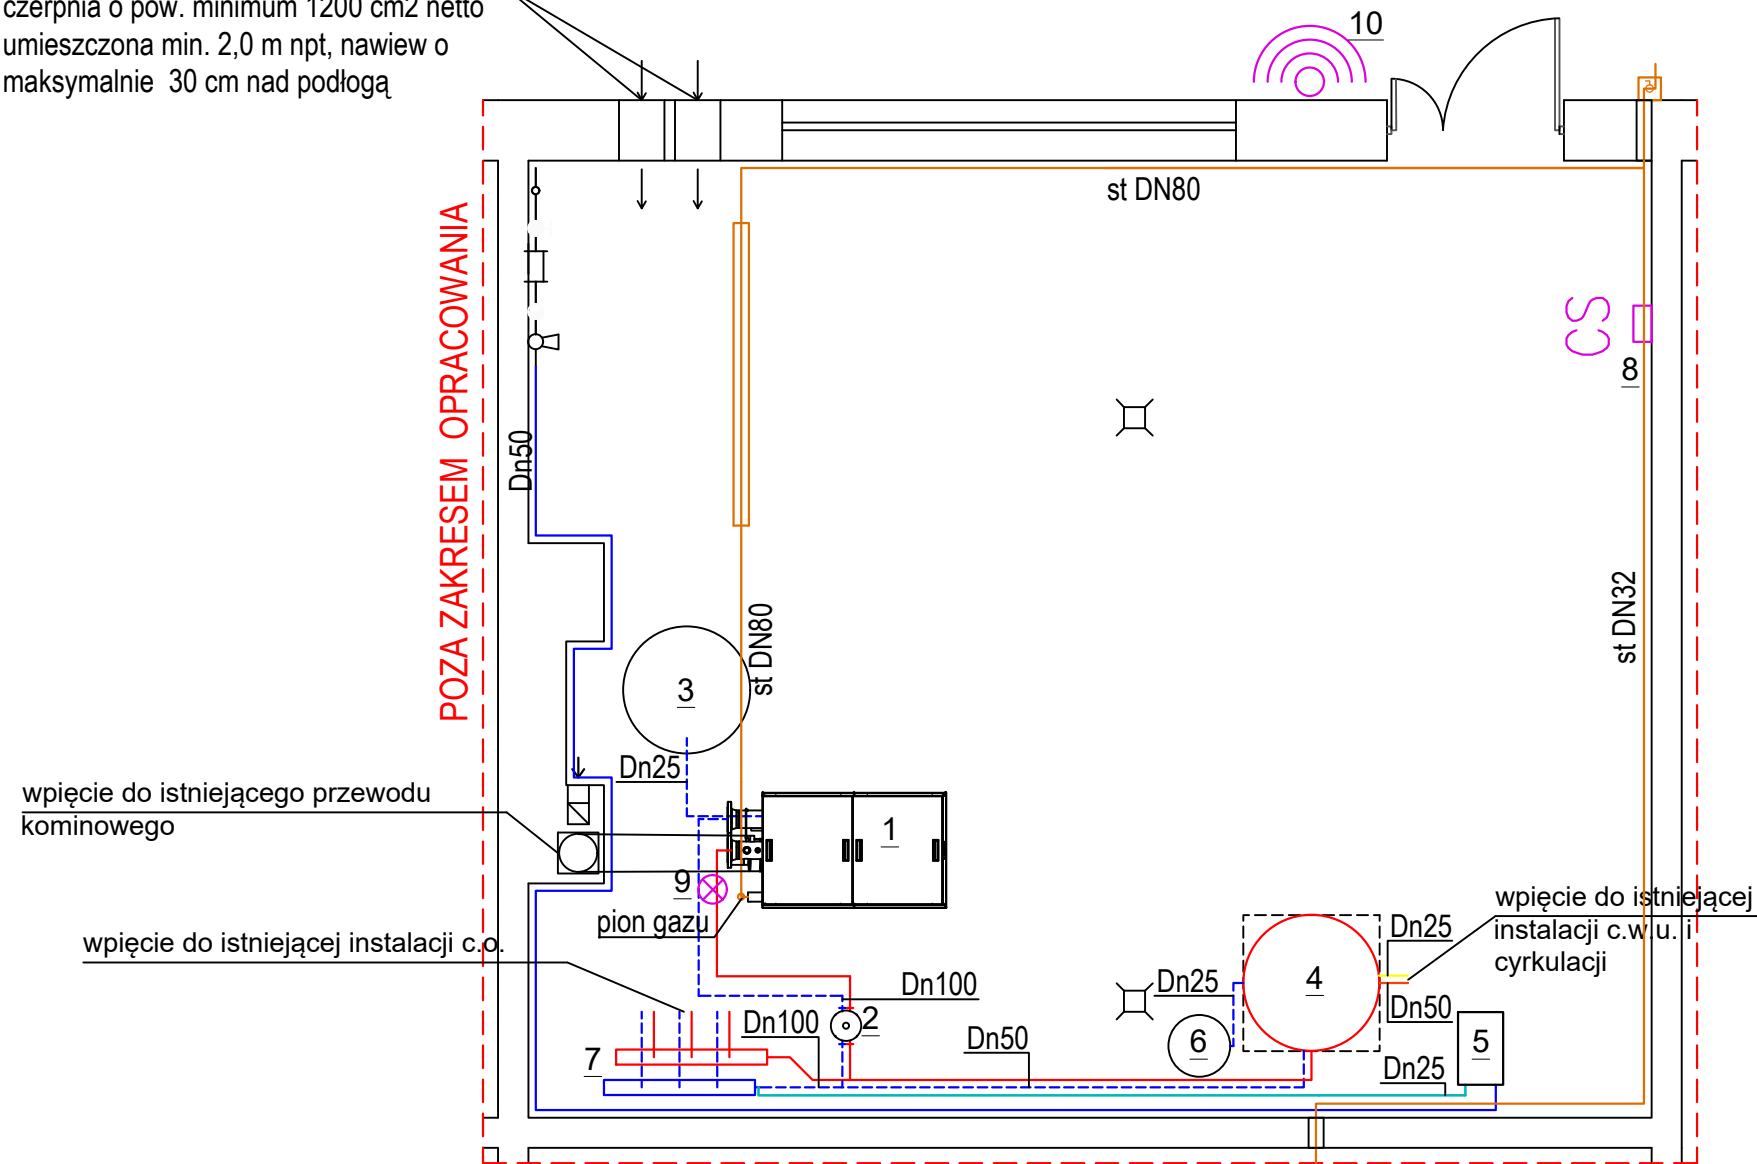 czerpnia o pow. minimum 1200 cm2 netto
umieszczona min. 2,0 m npt, nawiew o
maksymalnie 30 cm nad podłogą
10
st DN80
POZA ZAKRESEM OPRACOWANIA
CS
8
Dn50
st DN32
st DN80
3
Dn25
wpięcie do istniejącego przewodu
kominowego
1
9
pion gazu
wpięcie do istniejącej instalacji c.o.
wpięcie do istniejącej
instalacji c.w.u. i
cyrkulacji
Dn25
Dn25
4
Dn50
Dn100
Dn100
2
Dn50
6
5
7
Dn25